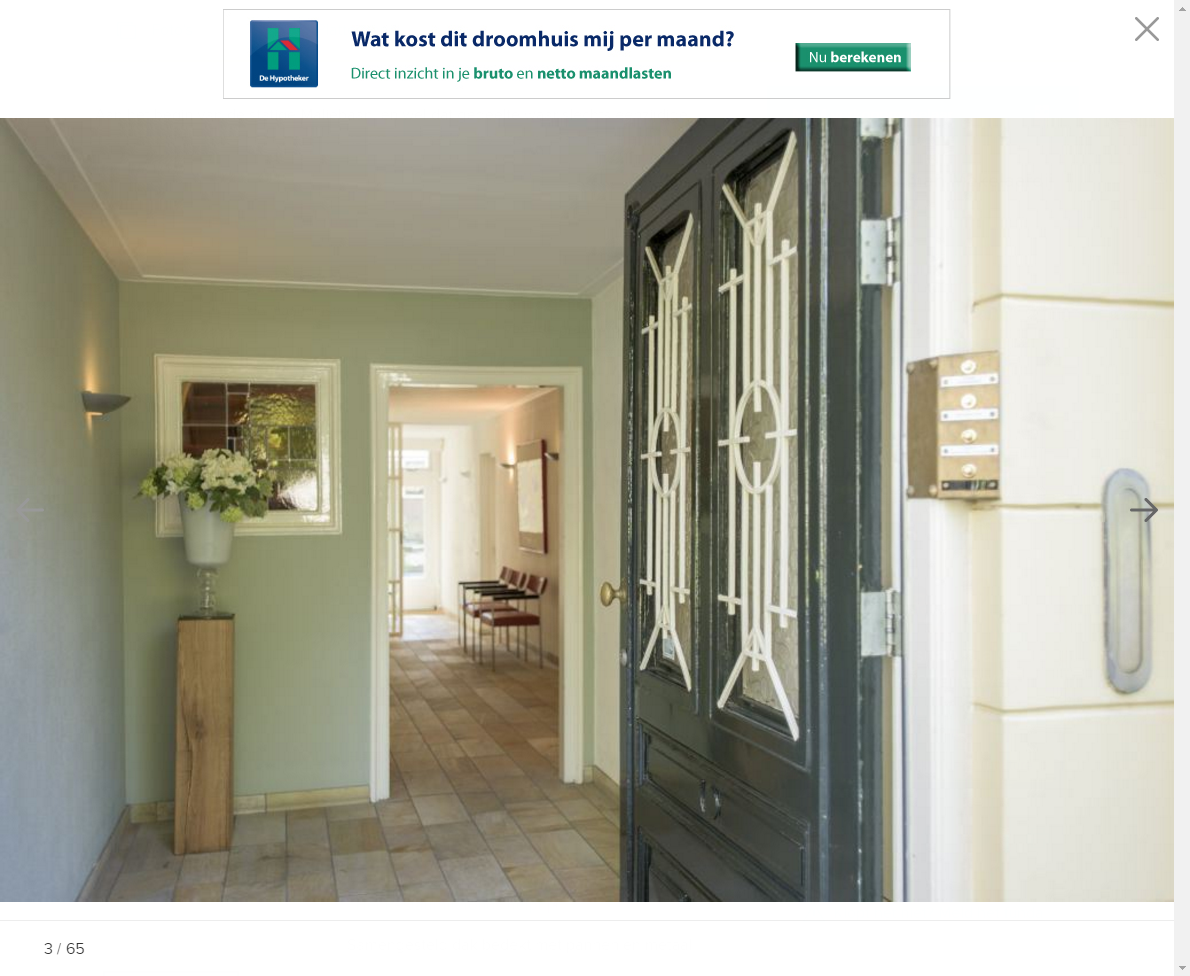 Wat kost dit droomhuis mij per maand?
Direct inzicht in je bruto en netto maandlasten
De Hypotheker
Nu berekenen
3 / 65